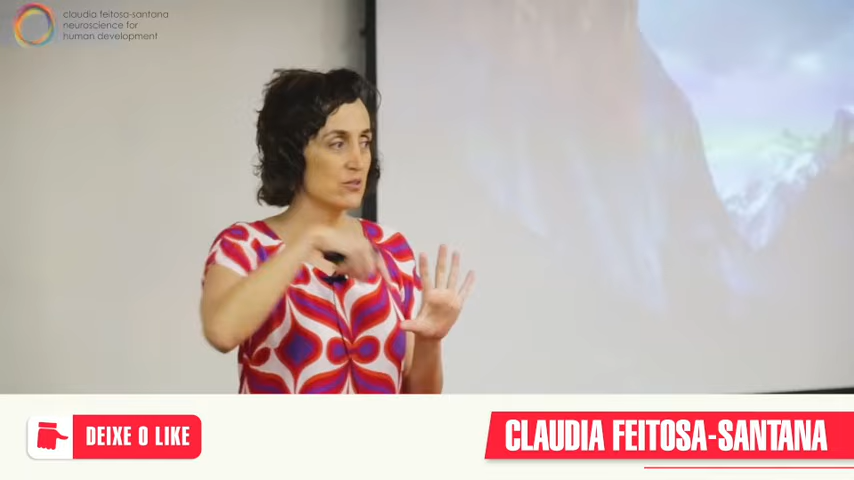 claudia feitosa-santana
neuroscience for
human development
DEIXE O LIKE
CLAUDIA FEITOSA-SANTANA